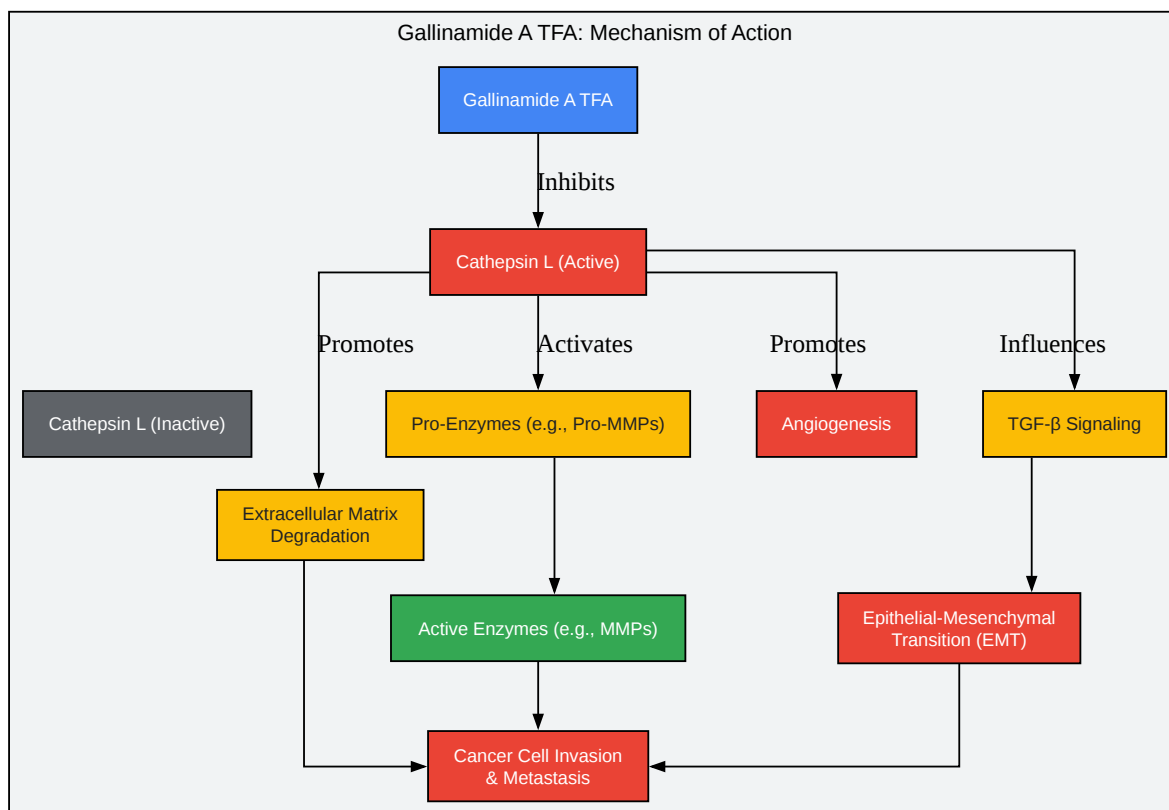 Gallinamide A TFA: Mechanism of Action
Gallinamide A TFA
Inhibits
Cathepsin L (Active)
Promotes
Activates
Promotes
Influences
Cathepsin L (Inactive)
Pro-Enzymes (e.g., Pro-MMPs)
Angiogenesis
TGF-β Signaling
Extracellular Matrix
Degradation
Active Enzymes (e.g., MMPs)
Epithelial-Mesenchymal
Transition (EMT)
Cancer Cell Invasion
& Metastasis